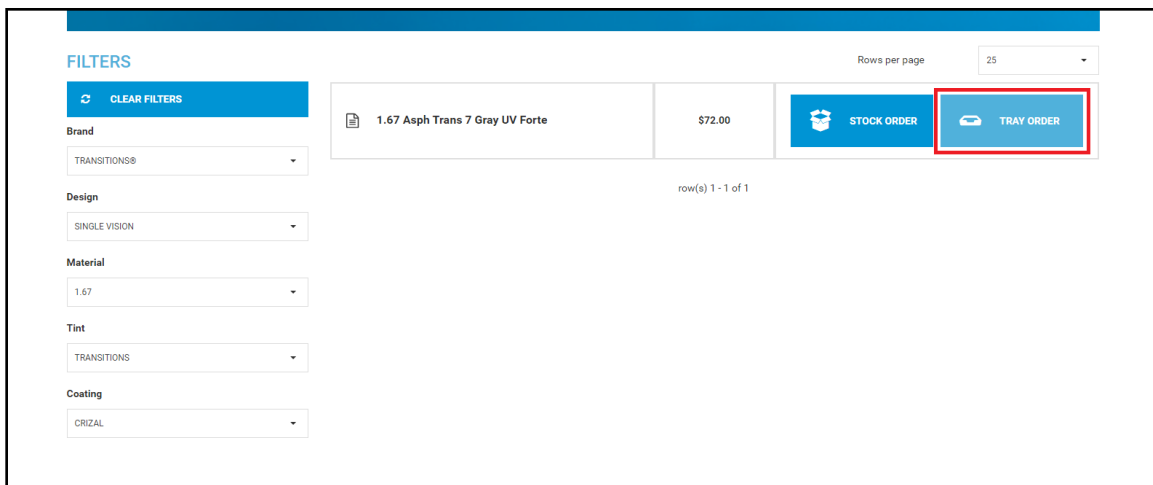 FILTERS
Rows per page
25
CLEAR FILTERS
Brand
TRANSITIONS®
Design
SINGLE VISION
Material
1.67
Tint
TRANSITIONS
Coating
CRIZAL
1.67 Asph Trans 7 Gray UV Forte
$72.00
STOCK ORDER
TRAY ORDER
row(s) 1 - 1 of 1